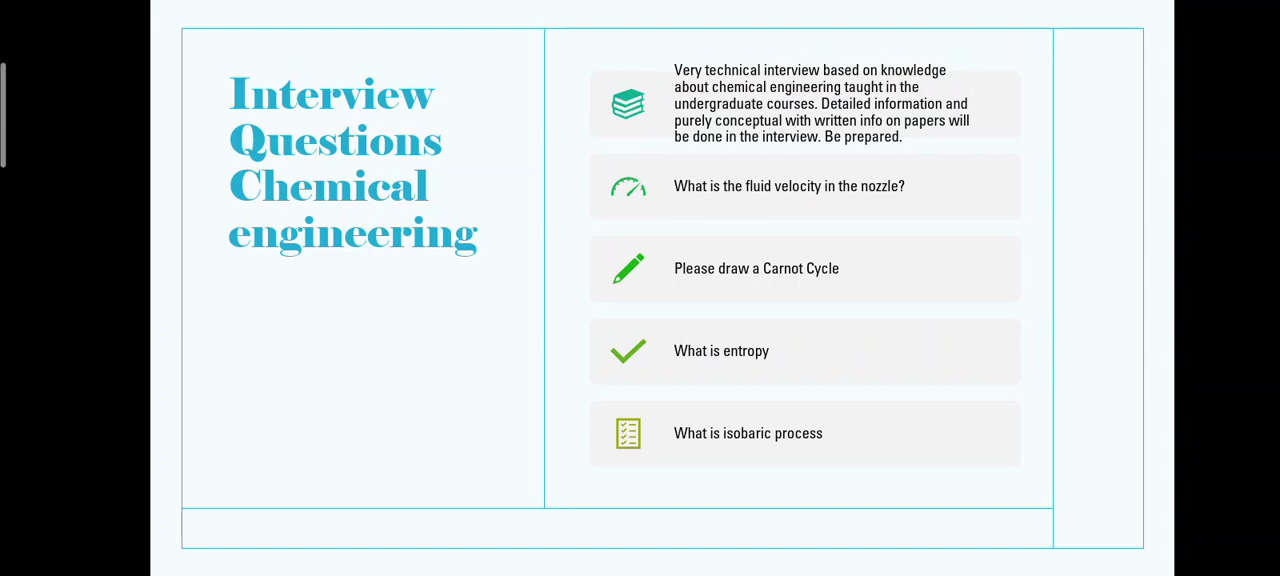 Interview
Questions
Chemical
engineering
Very technical interview based on knowledge
about chemical engineering taught in the
undergraduate courses. Detailed information and
purely conceptual with written info on papers will
be done in the interview. Be prepared.
What is the fluid velocity in the nozzle?
Please draw a Carnot Cycle
What is entropy
What is isobaric process